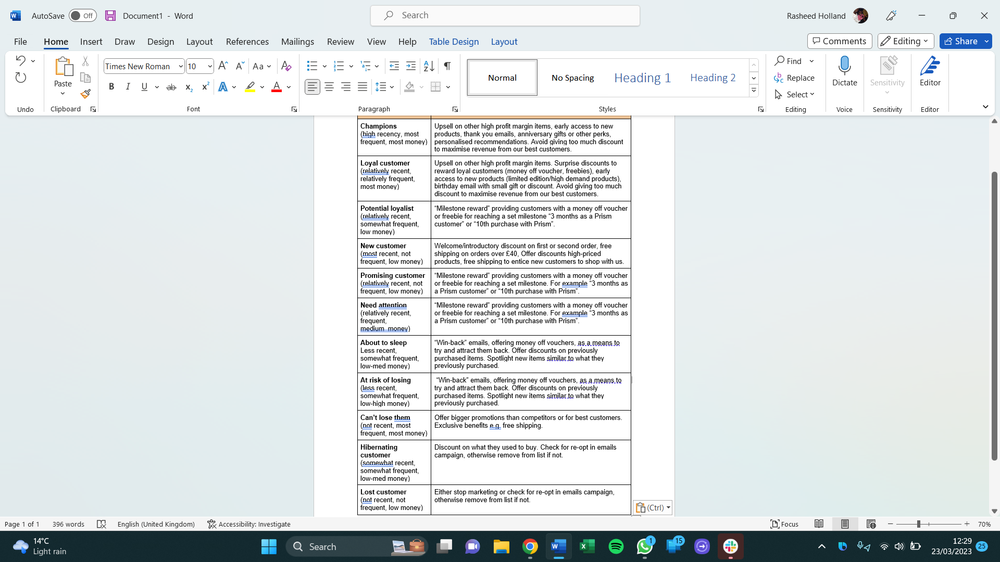 AutoSave Off Document1 - Word Search Rasheed Holland
File Home Insert Draw Design Layout References Mailings Review View Help Table Design Layout Comments Editing Share
Times New Roman 10 Aa Normal No Spacing Heading 1 Heading 2 Find
Paste Replace Dictate Sensitivity Editor
B I U ab x₂ x² A A Select
Undo Clipboard Font Paragraph Styles Editing Voice Sensitivity Editor
Champions
(high recency, most
frequent, most money)
Upsell on other high profit margin items, early access to new
products, thank you emails, anniversary gifts or other perks,
personalised recommendations. Avoid giving too much discount
to maximise revenue from our best customers.
Loyal customer
(relatively recent,
relatively frequent,
most money)
Upsell on other high profit margin items. Surprise discounts to
reward loyal customers (money off voucher, freebies), early
access to new products (limited edition/high demand products),
birthday email with small gift or discount. Avoid giving too much
discount to maximise revenue from our best customers.
Potential loyalist
(relatively recent,
somewhat frequent,
low money)
“Milestone reward” providing customers with a money off voucher
or freebie for reaching a set milestone “3 months as a Prism
customer” or “10th purchase with Prism”.
New customer
(most recent, not
frequent, low money)
Welcome/introductory discount on first or second order, free
shipping on orders over £40, Offer discounts high-priced
products, free shipping to entice new customers to shop with us.
Promising customer
(relatively recent, not
frequent, low money)
“Milestone reward” providing customers with a money off voucher
or freebie for reaching a set milestone. For example “3 months as
a Prism customer” or “10th purchase with Prism”.
Need attention
(relatively recent,
frequent,
medium  money)
“Milestone reward” providing customers with a money off voucher
or freebie for reaching a set milestone. For example “3 months as
a Prism customer” or “10th purchase with Prism”.
About to sleep
Less recent,
somewhat frequent,
low-med money)
“Win-back” emails, offering money off vouchers, as a means to
try and attract them back. Offer discounts on previously
purchased items. Spotlight new items similar to what they
previously purchased.
At risk of losing
(less recent,
somewhat frequent,
low-high money)
“Win-back” emails, offering money off vouchers, as a means to
try and attract them back. Offer discounts on previously
purchased items. Spotlight new items similar to what they
previously purchased.
Can’t lose them
(not recent, most
frequent, most money)
Offer bigger promotions than competitors or for best customers.
Exclusive benefits e.g. free shipping.
Hibernating
customer
(somewhat recent,
somewhat frequent,
low-med money)
Discount on what they used to buy. Check for re-opt in emails
campaign, otherwise remove from list if not.
Lost customer
(not recent, not
frequent, low money)
Either stop marketing or check for re-opt in emails campaign,
otherwise remove from list if not.
(Ctrl)
Page 1 of 1 396 words English (United Kingdom) Accessibility: Investigate Focus 70%
14°C
Light rain
Search
1
15
12:29
23/03/2023
25